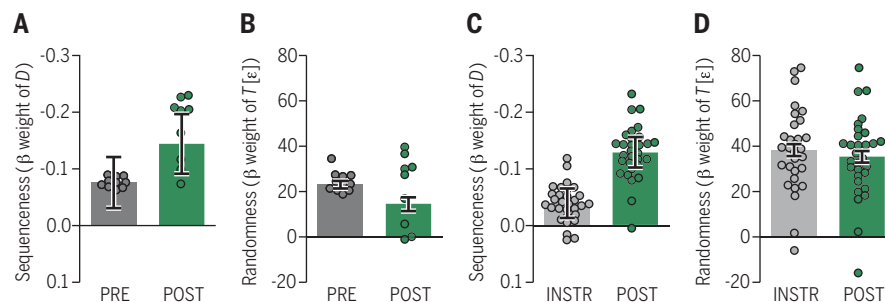 A
Sequenceness (β weight of D)
-0.3
-0.2
-0.1
0.0
0.1
PRE POST
B
Randomness (β weight of T[ε])
80
60
40
20
0
-20
PRE POST
C
Sequenceness (β weight of D)
-0.3
-0.2
-0.1
0.0
0.1
INSTR POST
D
Randomness (β weight of T[ε])
80
60
40
20
0
-20
INSTR POST